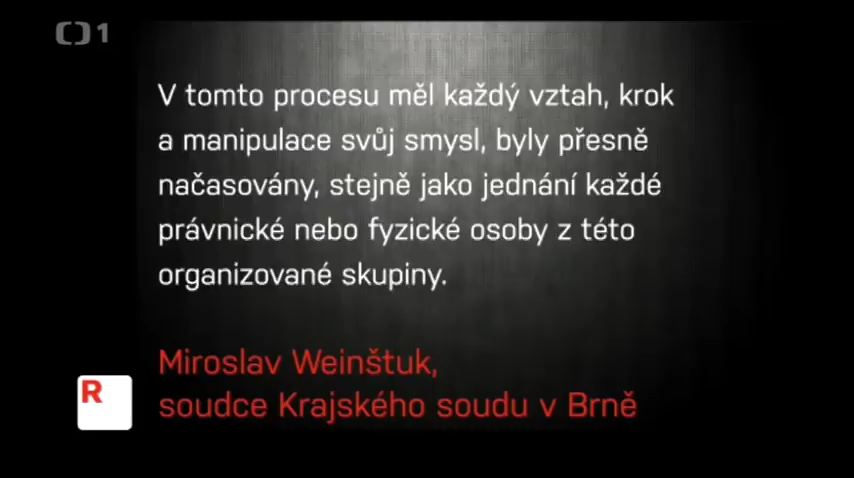 1
V tomto procesu měl každý vztah, krok
a manipulace svůj smysl, byly přesně
načasovány, stejně jako jednání každé
právnické nebo fyzické osoby z této
organizované skupiny.
Miroslav Weinštuk,
R
soudce Krajského soudu v Brně